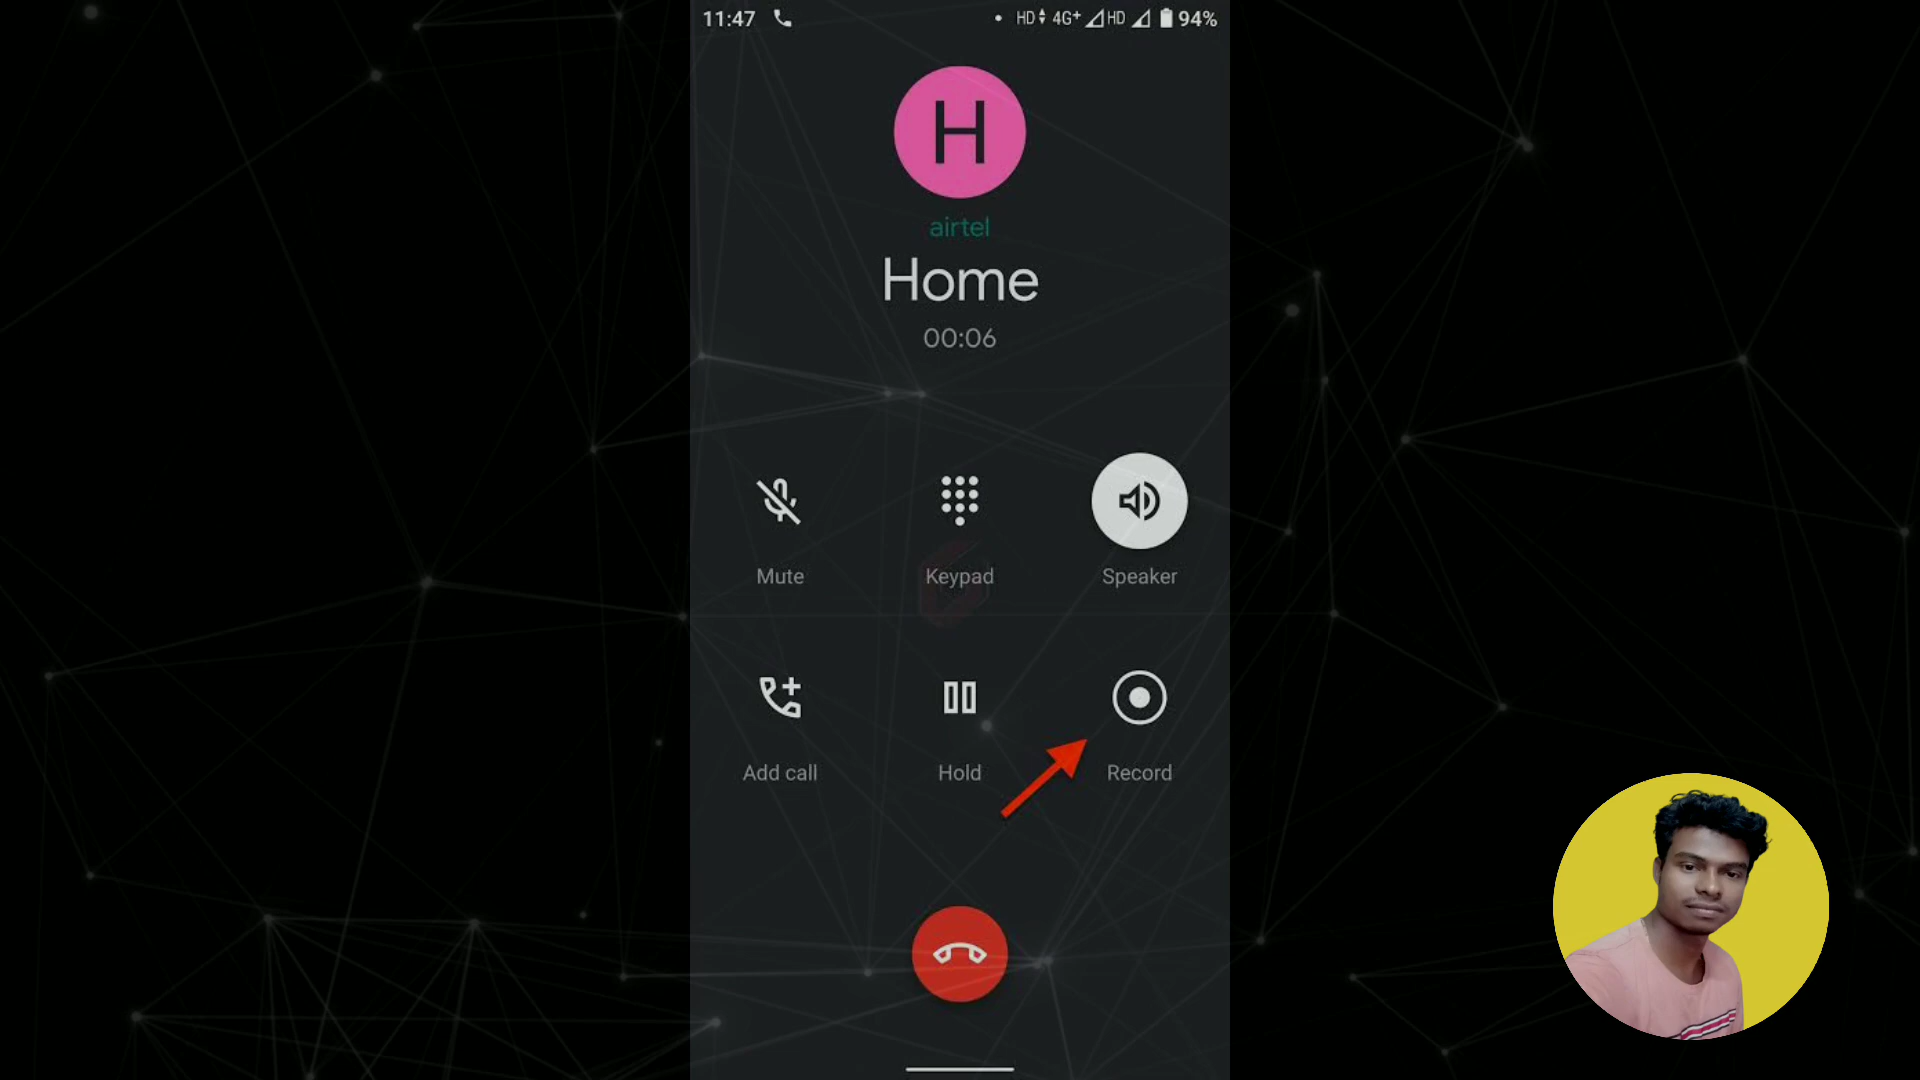 11:47 HD 4G+ HD 94%
H
airtel
Home
00:06
Mute Keypad Speaker
Add call Hold Record